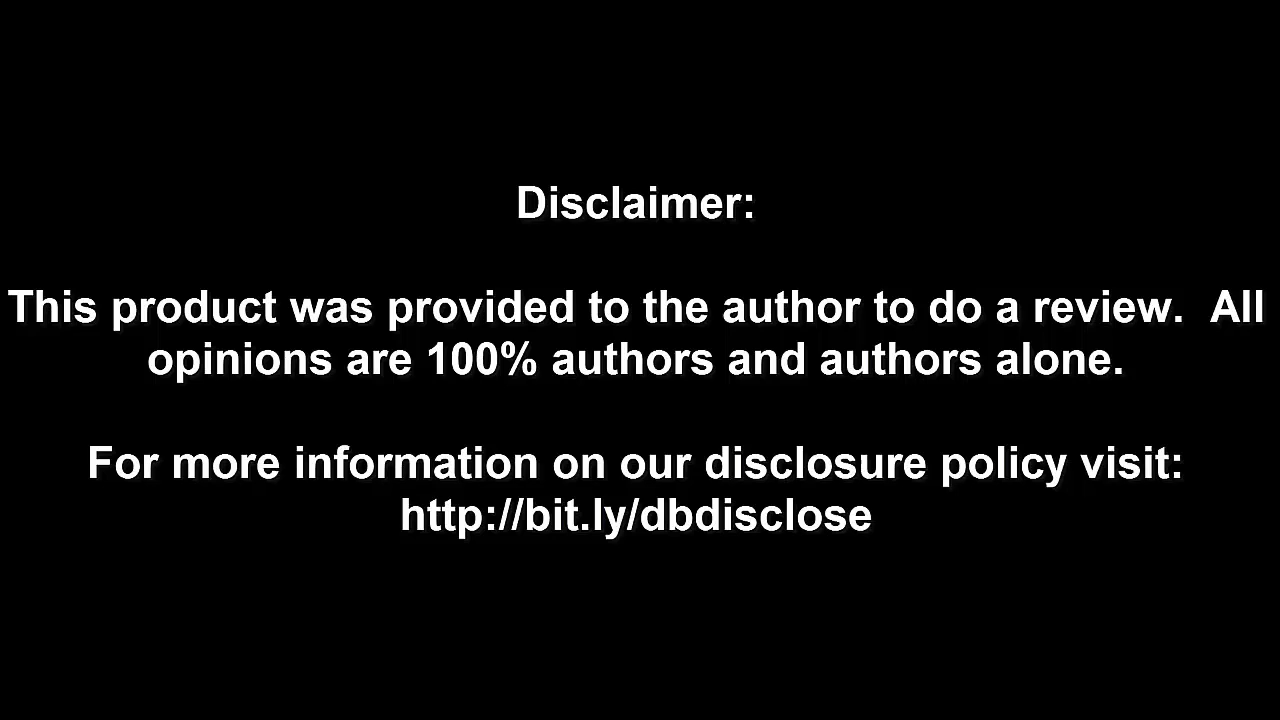 Disclaimer:
This product was provided to the author to do a review.  All
opinions are 100% authors and authors alone.
For more information on our disclosure policy visit:
http://bit.ly/dbdisclose